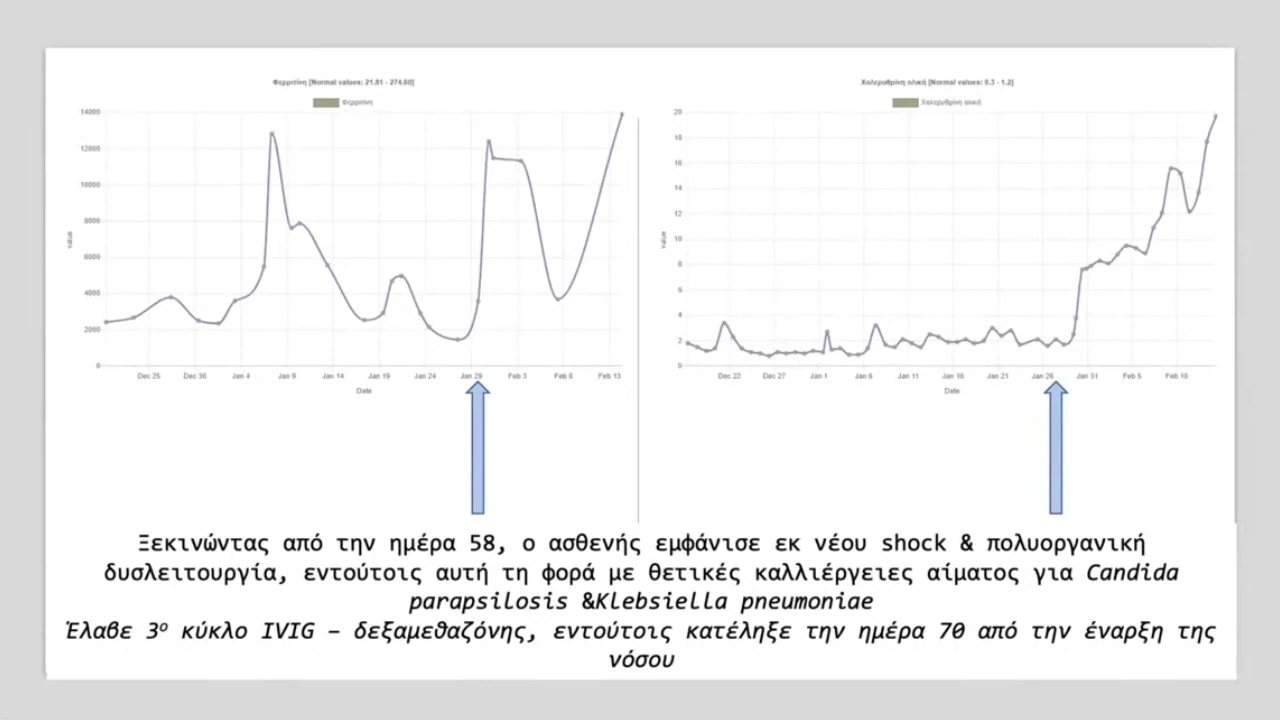 Φερριτίνη [Normal values: 21.81 - 274.66]
Φερριτίνη
14000
12000
10000
8000
6000
4000
2000
0
Value
Dec 25 Dec 30 Jan 4 Jan 9 Jan 14 Jan 19 Jan 24 Jan 29 Feb 3 Feb 8 Feb 13
Date
Χολερυθρίνη ολική [Normal values: 0.3 - 1.2]
Χολερυθρίνη ολική
20
18
16
14
12
10
8
6
4
2
0
Value
Dec 22 Dec 27 Jan 1 Jan 6 Jan 11 Jan 16 Jan 21 Jan 26 Jan 31 Feb 5 Feb 10
Date
Ξεκινώντας από την ημέρα 58, ο ασθενής εμφάνισε εκ νέου shock & πολυοργανική
δυσλειτουργία, εντούτοις αυτή τη φορά με θετικές καλλιέργειες αίματος για Candida
parapsilosis &Klebsiella pneumoniae
Έλαβε 3ο κύκλο IVIG – δεξαμεθαζόνης, εντούτοις κατέληξε την ημέρα 70 από την έναρξη της
νόσου